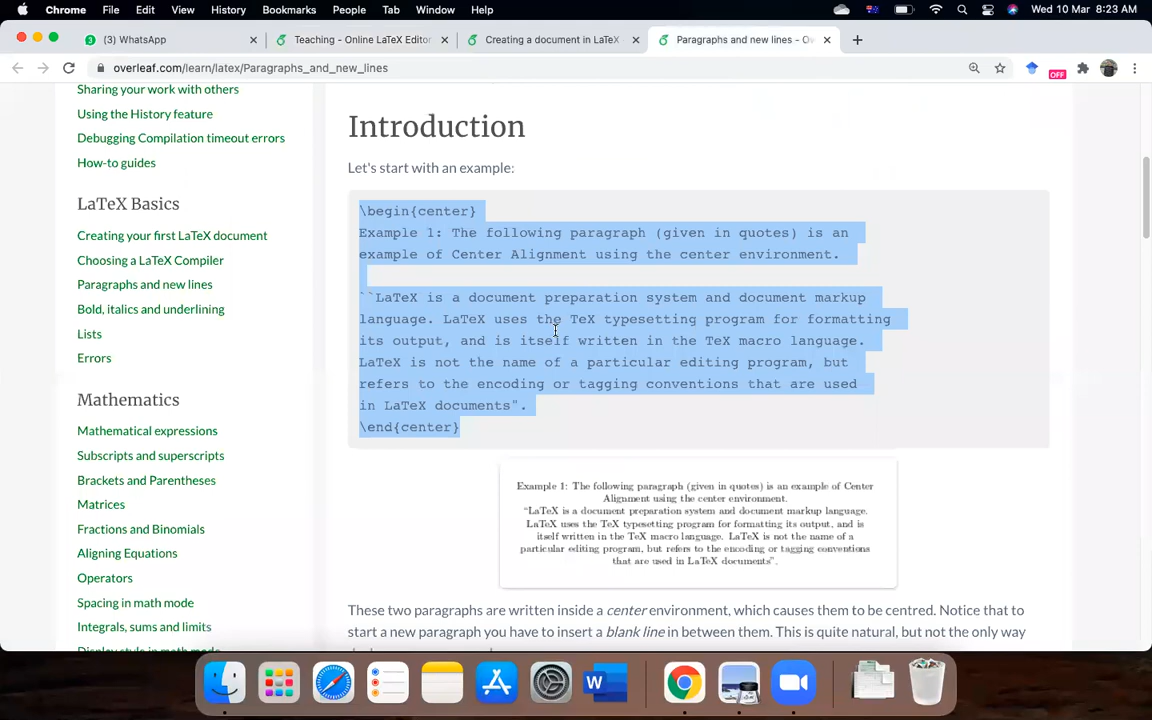 Chrome File Edit View History Bookmarks People Tab Window Help Wed 10 Mar 8:23 AM
(3) WhatsApp
Teaching - Online LaTeX Editor
Creating a document in LaTeX
Paragraphs and new lines - Ov
overleaf.com/learn/latex/Paragraphs_and_new_lines
OFF
Sharing your work with others
Using the History feature
Debugging Compilation timeout errors
How-to guides
LaTeX Basics
Creating your first LaTeX document
Choosing a LaTeX Compiler
Paragraphs and new lines
Bold, italics and underlining
Lists
Errors
Mathematics
Mathematical expressions
Subscripts and superscripts
Brackets and Parentheses
Matrices
Fractions and Binomials
Aligning Equations
Operators
Spacing in math mode
Integrals, sums and limits
Display style in math mode
Introduction
Let's start with an example:
\begin{center}
Example 1: The following paragraph (given in quotes) is an
example of Center Alignment using the center environment.
``LaTeX is a document preparation system and document markup
language. LaTeX uses the TeX typesetting program for formatting
its output, and is itself written in the TeX macro language.
LaTeX is not the name of a particular editing program, but
refers to the encoding or tagging conventions that are used
in LaTeX documents".
\end{center}
Example 1: The following paragraph (given in quotes) is an example of Center
Alignment using the center environment.
“LaTeX is a document preparation system and document markup language.
LaTeX uses the TeX typesetting program for formatting its output, and is
itself written in the TeX macro language. LaTeX is not the name of a
particular editing program, but refers to the encoding or tagging conventions
that are used in LaTeX documents”.
These two paragraphs are written inside a center environment, which causes them to be centred. Notice that to
start a new paragraph you have to insert a blank line in between them. This is quite natural, but not the only way
W